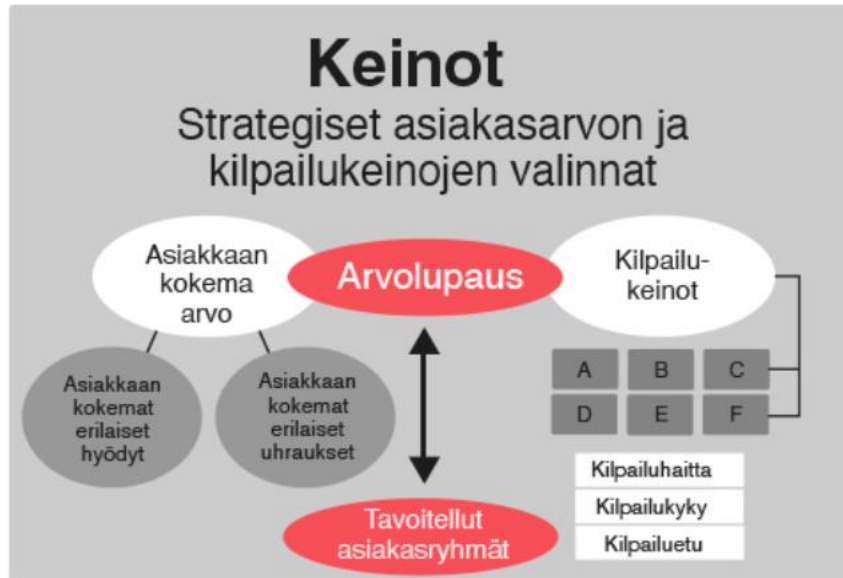 Keinot
Strategiset asiakasarvon ja
kilpailukeinojen valinnat
Asiakkaan
kokema
arvo
Arvolupaus
Kilpailu-
keinot
Asiakkaan
kokemat
erilaiset
hyödyt
Asiakkaan
kokemat
erilaiset
uhraukset
A B C
D E F
Kilpailuhaitta
Kilpailukyky
Kilpailuetu
Tavoitellut
asiakasryhmät